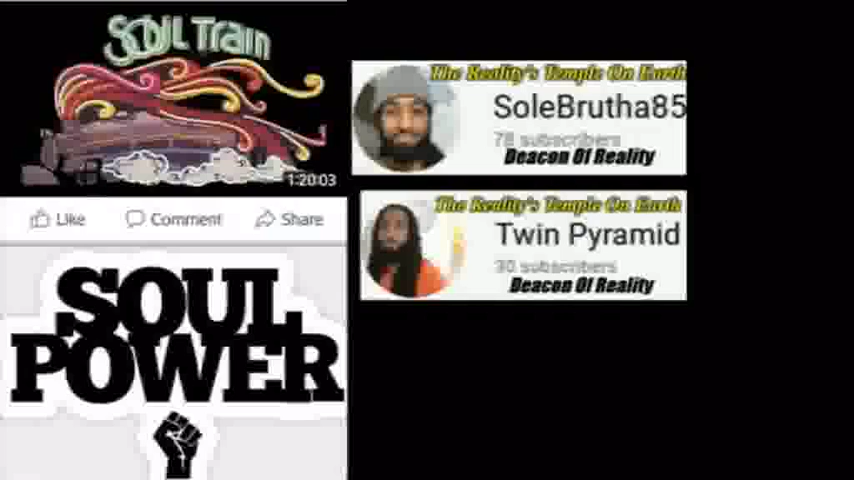 SOUL TRain
1:20:03
Like Comment Share
SOUL
POWER
The Reality's Temple On Earth
SoleBrutha85
78 subscribers
Deacon Of Reality
The Reality's Temple On Earth
Twin Pyramid
30 subscribers
Deacon Of Reality